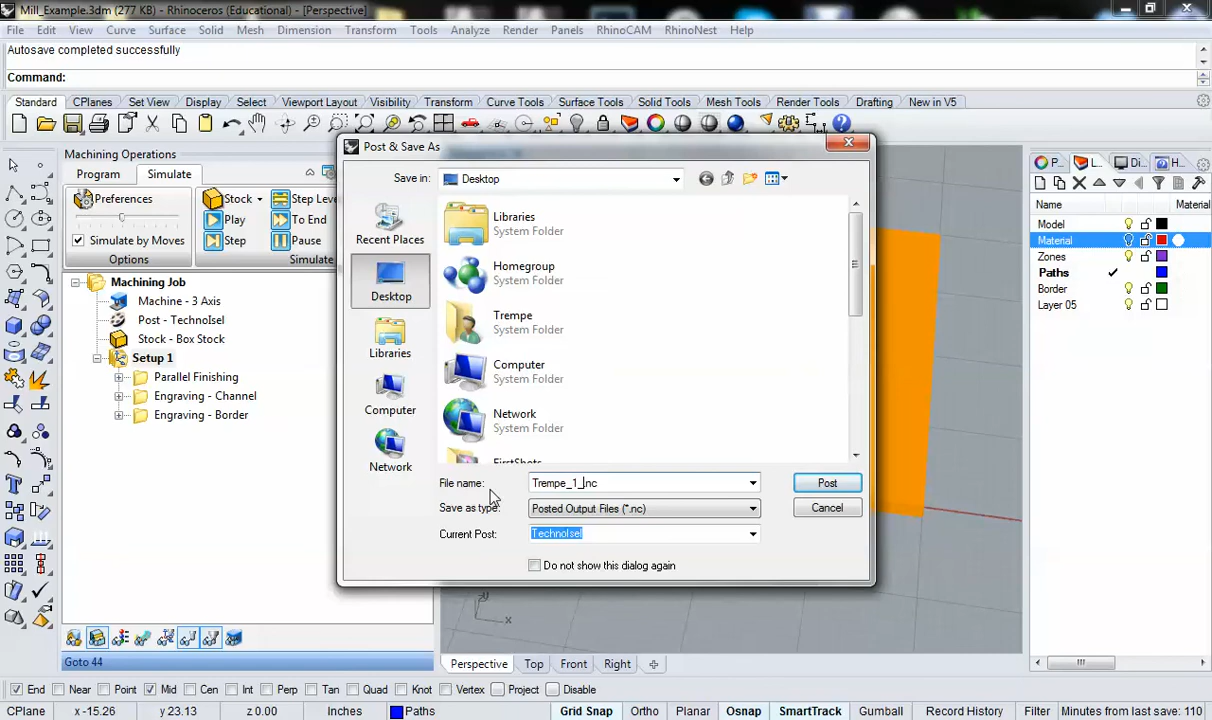 Mill_Example.3dm (277 KB) - Rhinoceros (Educational) - [Perspective]
File Edit View Curve Surface Solid Mesh Dimension Transform Tools Analyze Render Panels RhinoCAM RhinoNest Help
Autosave completed successfully
Command:
Standard CPlanes Set View Display Select Viewport Layout Visibility Transform Curve Tools Surface Tools Solid Tools Mesh Tools Render Tools Drafting New in V5
Machining Operations
Program Simulate
Preferences
Simulate by Moves
Options
Stock Step Leve
Play To End
Step Pause
Simulate
Machining Job
Machine - 3 Axis
Post - TechnoIsel
Stock - Box Stock
Setup 1
Parallel Finishing
Engraving - Channel
Engraving - Border
Goto 44
Post & Save As
Save in: Desktop
Recent Places
Desktop
Libraries
Computer
Network
Libraries
System Folder
Homegroup
System Folder
Trempe
System Folder
Computer
System Folder
Network
System Folder
FirstShots
File name: Trempe_1_.nc Post
Save as type: Posted Output Files (*.nc) Cancel
Current Post: TechnoIsel
Do not show this dialog again
P... L... Di... H...
Name Material
Model
Material
Zones
Paths
Border
Layer 05
x
Perspective Top Front Right
End Near Point Mid Cen Int Perp Tan Quad Knot Vertex Project Disable
CPlane x -15.26 y 23.13 z 0.00 Inches Paths Grid Snap Ortho Planar Osnap SmartTrack Gumball Record History Filter Minutes from last save: 110